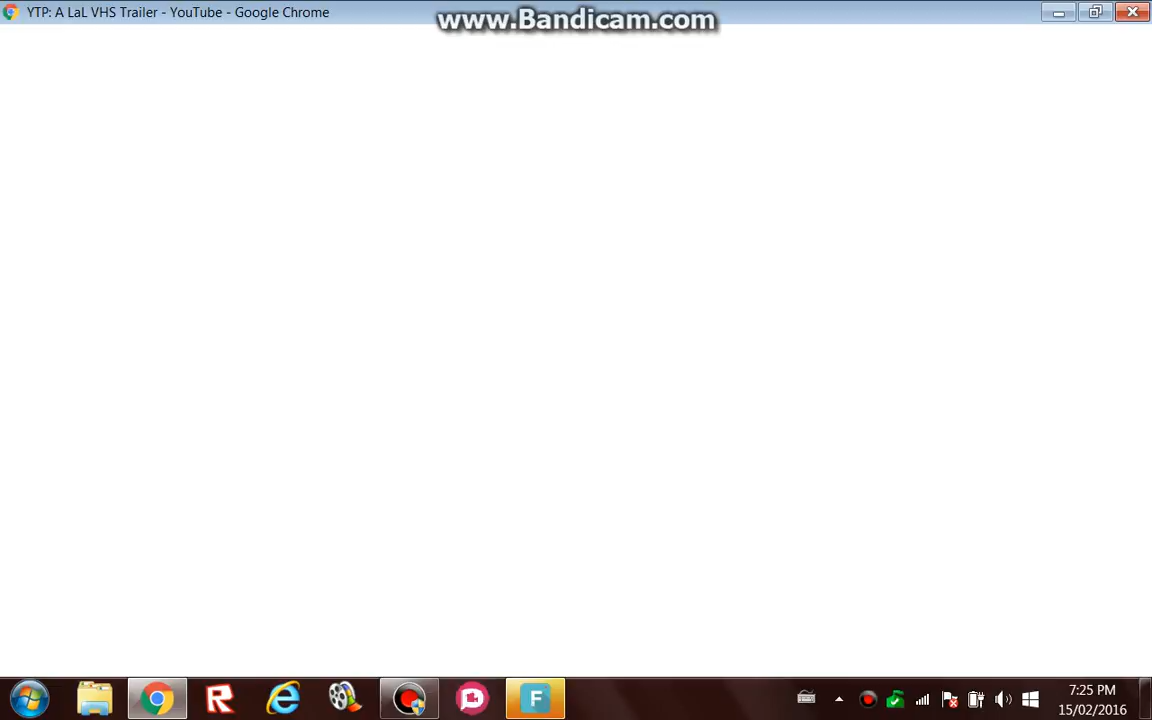 YTP: A LaL VHS Trailer - YouTube - Google Chrome
www.Bandicam.com
R
F
7:25 PM
15/02/2016